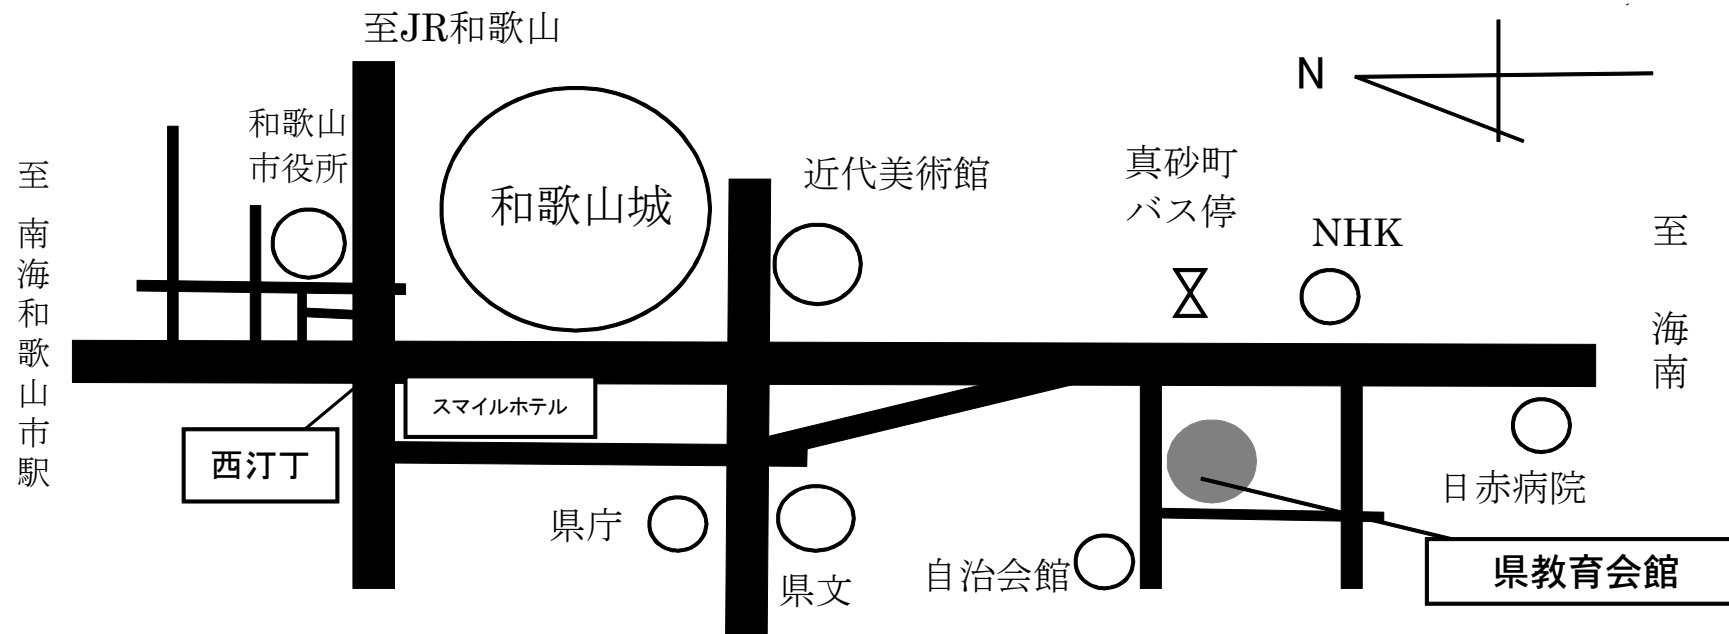 至JR和歌山
N
和歌山
市役所
真砂町
バス停
近代美術館
至 南海和歌山市駅
和歌山城
NHK
至 海南
スマイルホテル
西汀丁
日赤病院
県庁
県文
自治会館
県教育会館